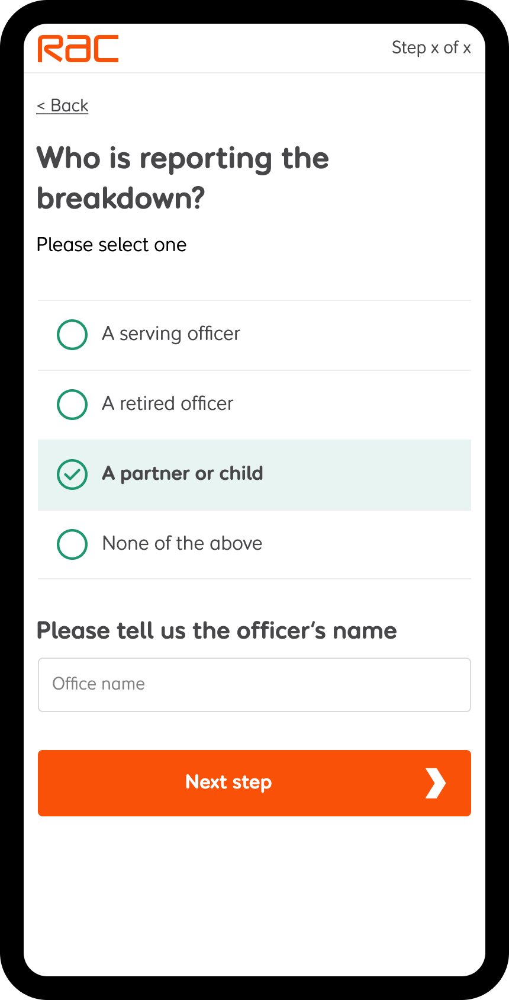 RAC
Step x of x
< Back
Who is reporting the
breakdown?
Please select one
A serving officer
A retired officer
A partner or child
None of the above
Please tell us the officer's name
Office name
Next step